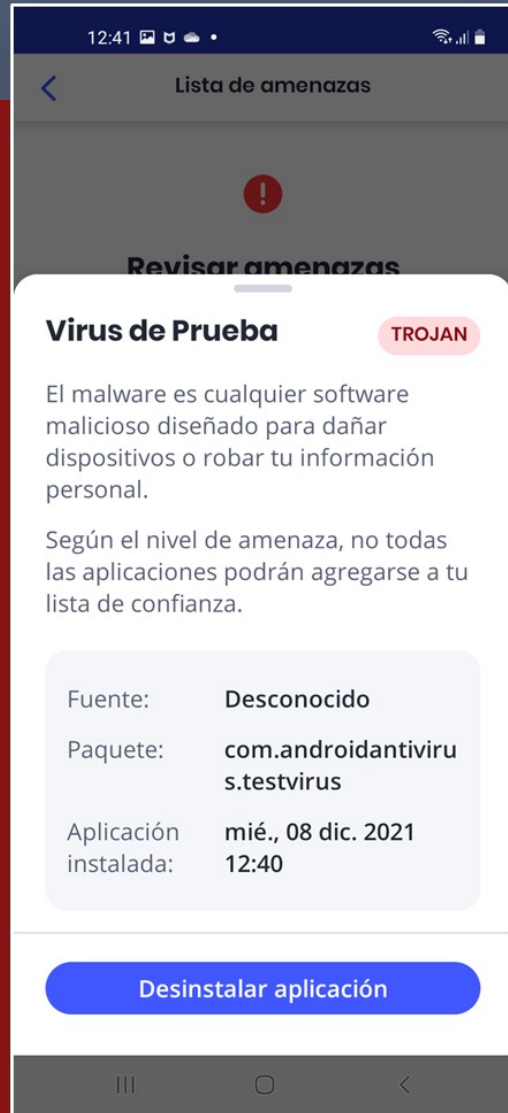 12:41
Lista de amenazas
Revisar amenazas
Virus de Prueba
TROJAN
El malware es cualquier software
malicioso diseñado para dañar
dispositivos o robar tu información
personal.
Según el nivel de amenaza, no todas
las aplicaciones podrán agregarse a tu
lista de confianza.
Fuente: Desconocido
Paquete: com.androidantiviru
s.testvirus
Aplicación mié., 08 dic. 2021
instalada: 12:40
Desinstalar aplicación